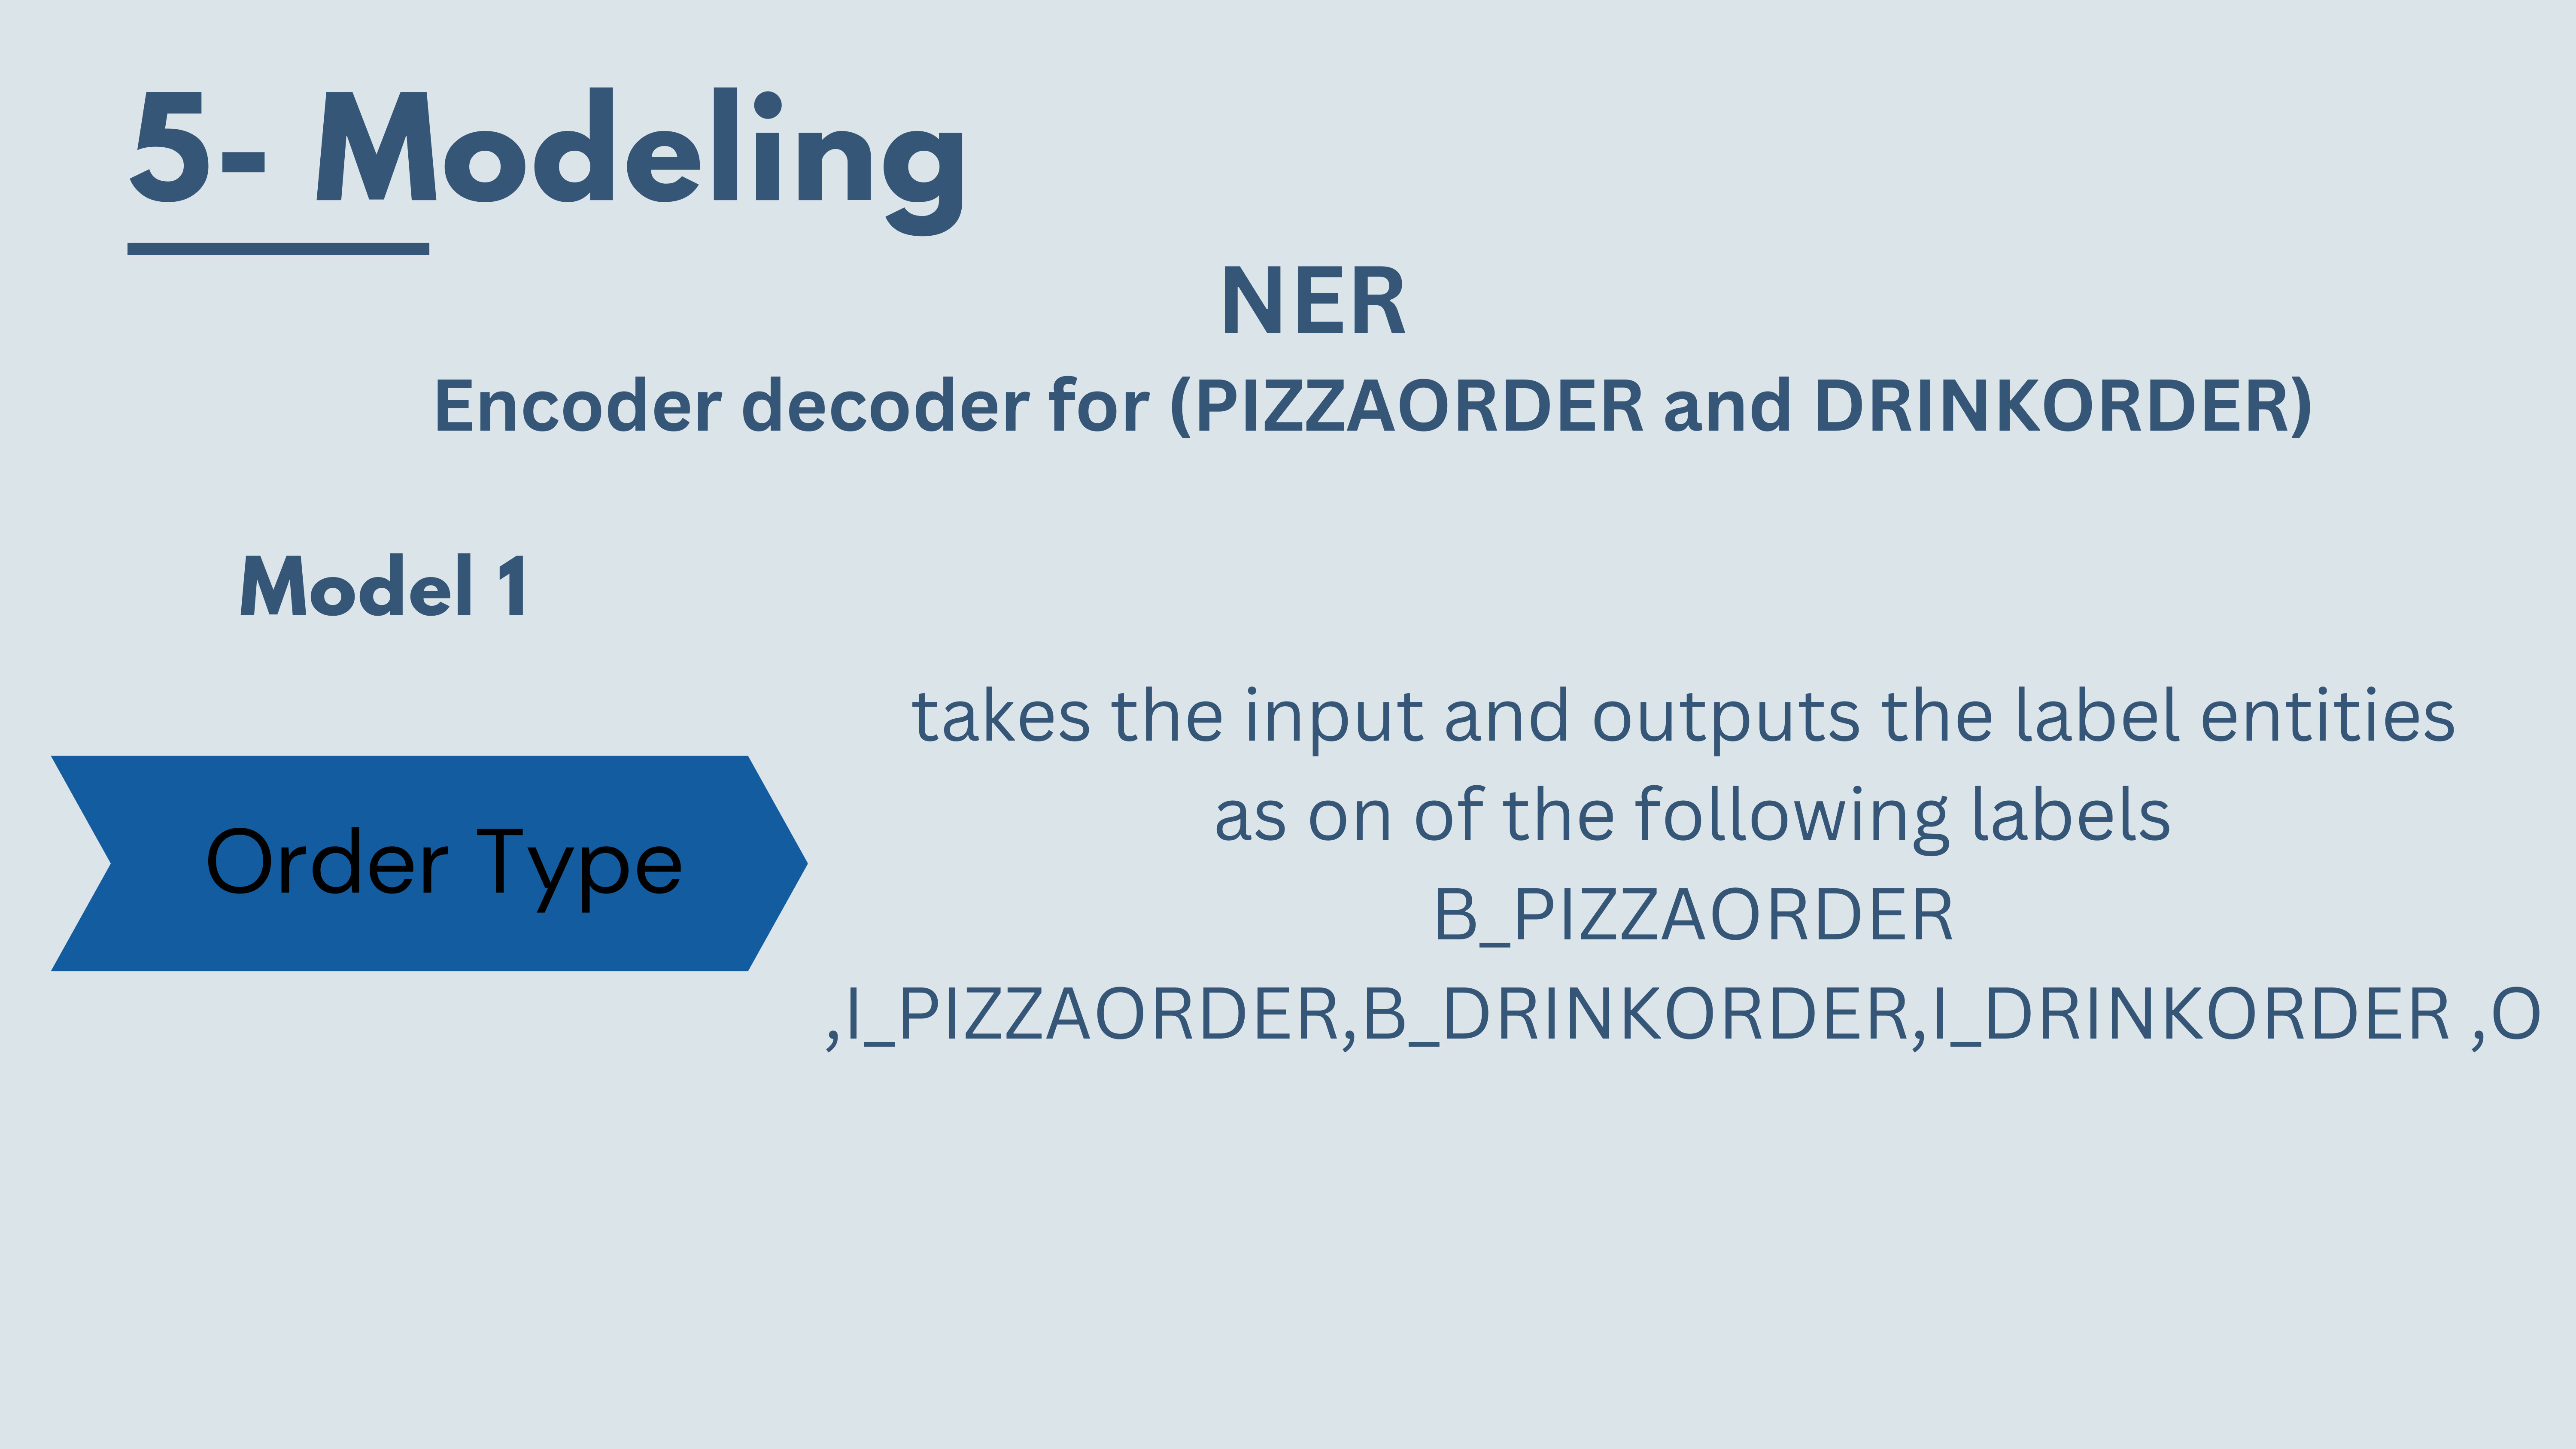 5- Modeling
NER
Encoder decoder for (PIZZAORDER and DRINKORDER)
Model 1
Order Type
takes the input and outputs the label entities
as on of the following labels
B_PIZZAORDER
,I_PIZZAORDER,B_DRINKORDER,I_DRINKORDER ,O